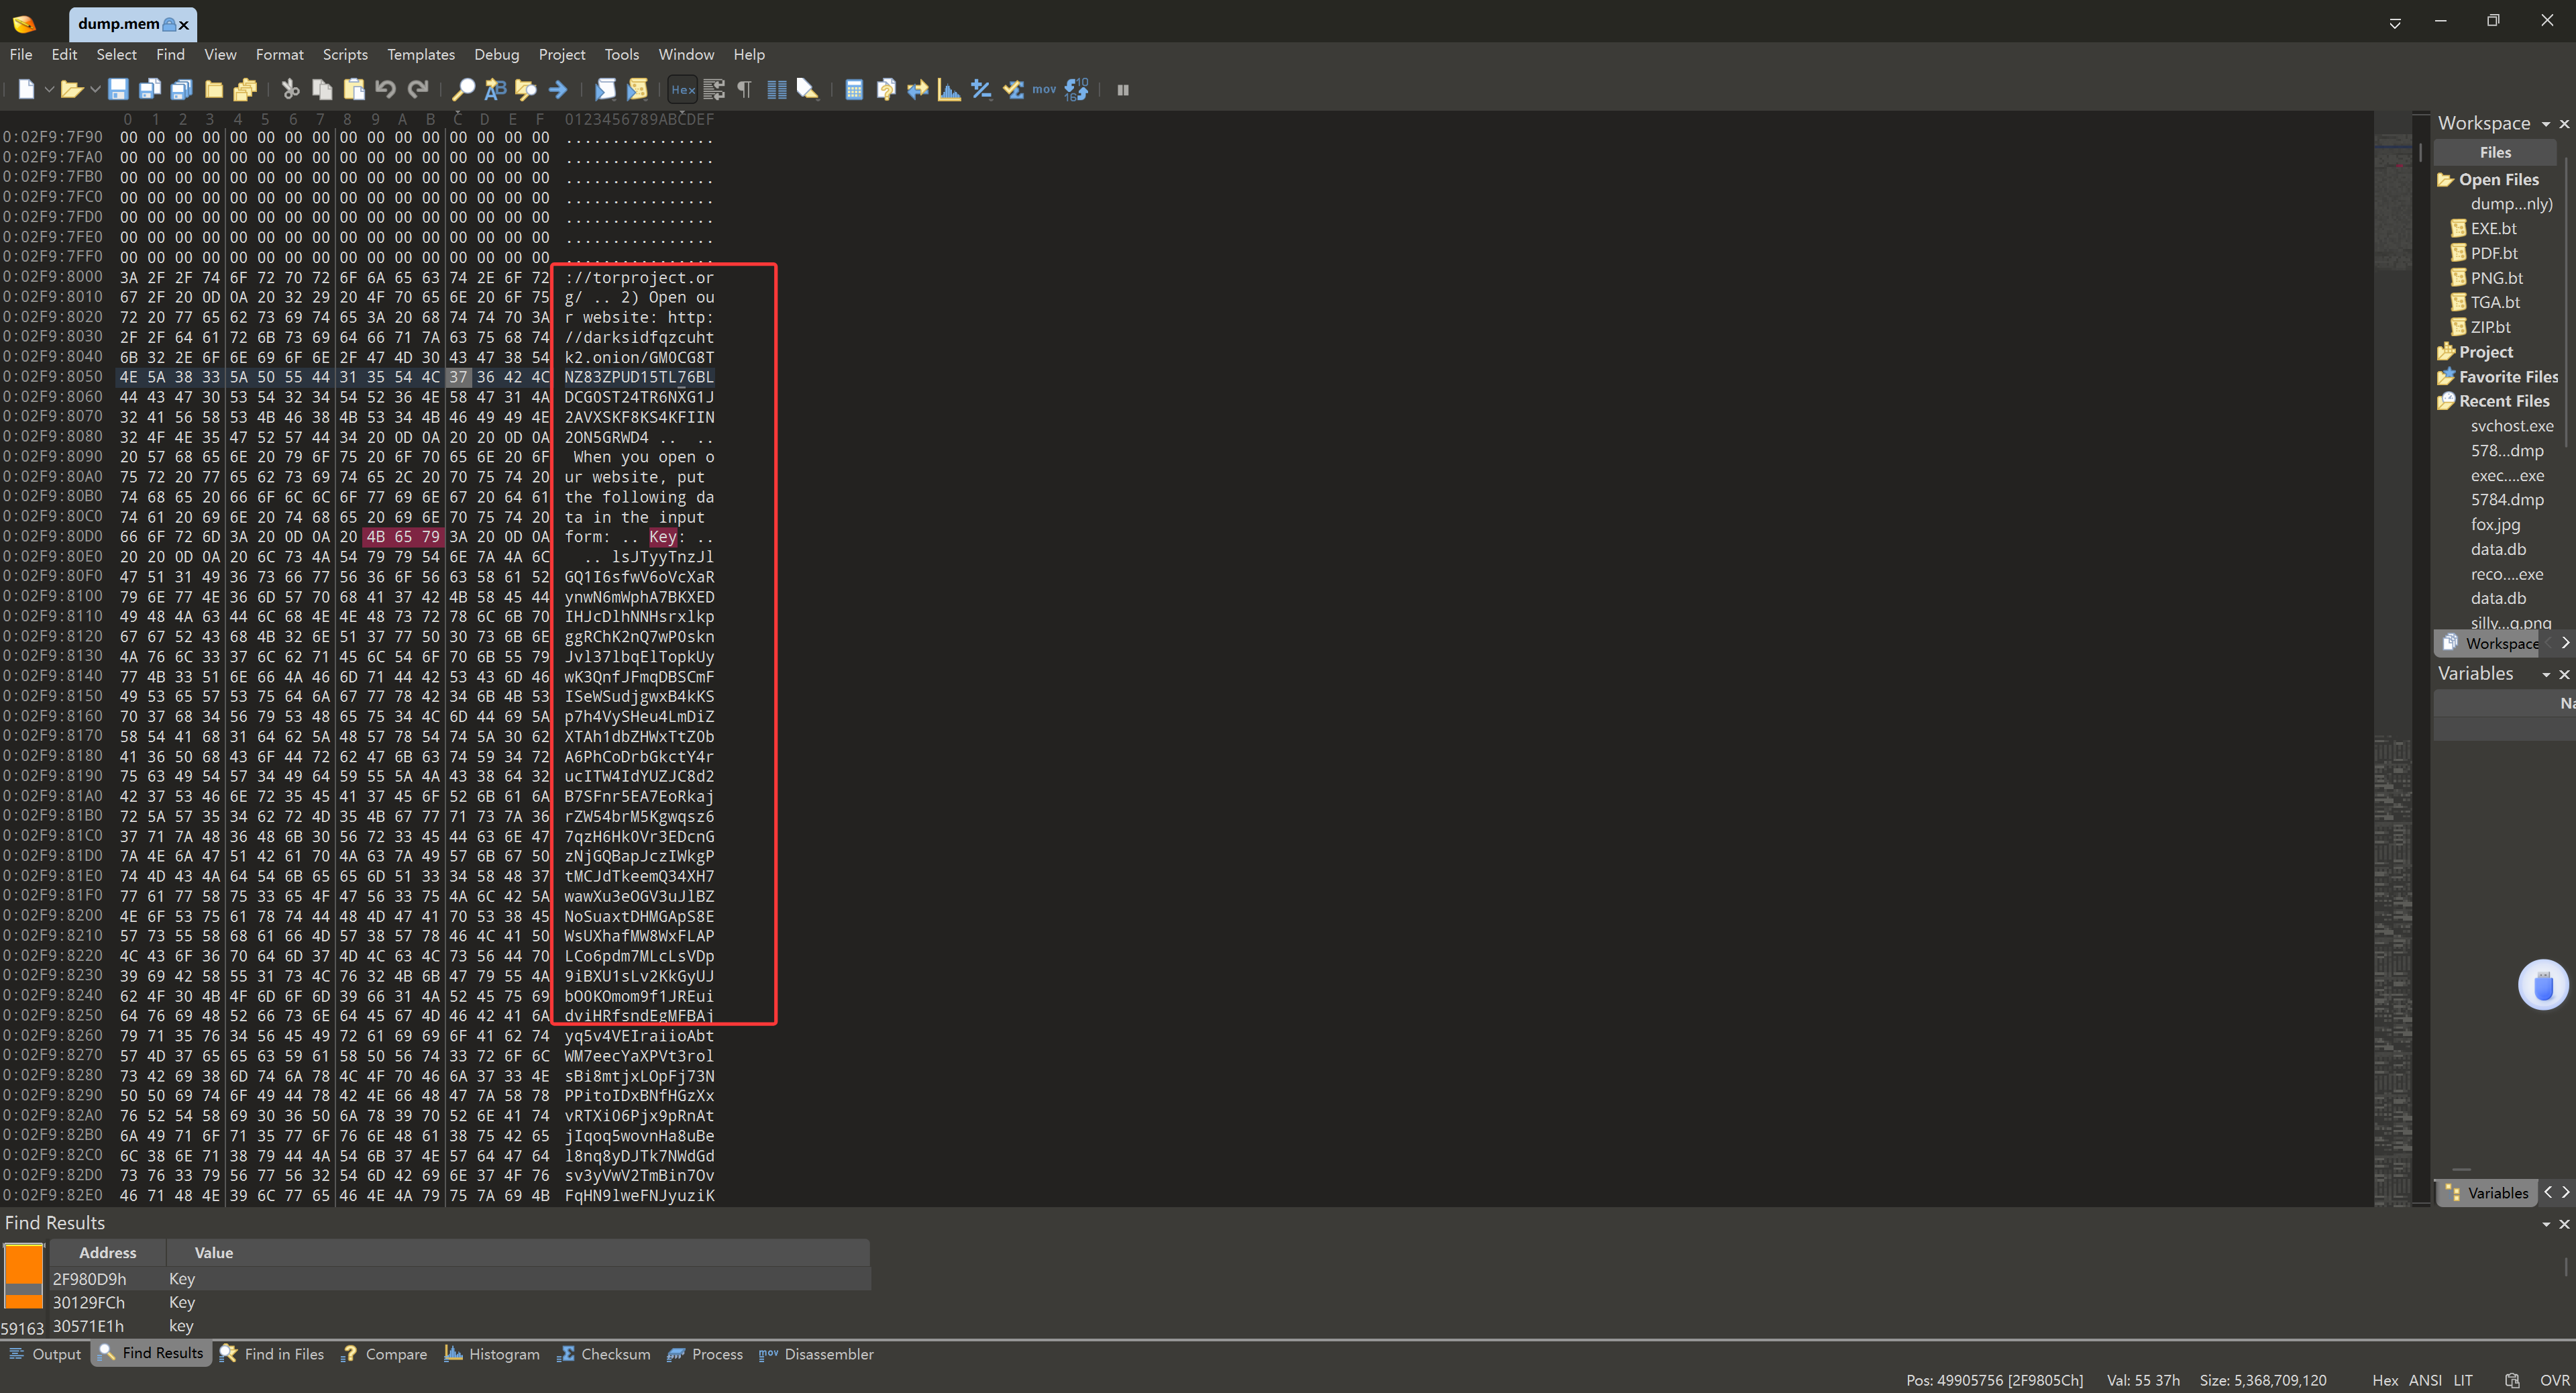 dump.mem
File Edit Select Find View Format Scripts Templates Debug Project Tools Window Help
Hex mov
0 1 2 3 4 5 6 7 8 9 A B C D E F 0123456789ABCDEF
0:02F9:7F90 00 00 00 00 00 00 00 00 00 00 00 00 00 00 00 00 ................
0:02F9:7FA0 00 00 00 00 00 00 00 00 00 00 00 00 00 00 00 00 ................
0:02F9:7FB0 00 00 00 00 00 00 00 00 00 00 00 00 00 00 00 00 ................
0:02F9:7FC0 00 00 00 00 00 00 00 00 00 00 00 00 00 00 00 00 ................
0:02F9:7FD0 00 00 00 00 00 00 00 00 00 00 00 00 00 00 00 00 ................
0:02F9:7FE0 00 00 00 00 00 00 00 00 00 00 00 00 00 00 00 00 ................
0:02F9:7FF0 00 00 00 00 00 00 00 00 00 00 00 00 00 00 00 00 ................
0:02F9:8000 3A 2F 2F 74 6F 72 70 72 6F 6A 65 63 74 2E 6F 72 ://torproject.or
0:02F9:8010 67 2F 20 0D 0A 20 32 29 20 4F 70 65 6E 20 6F 75 g/ .. 2) Open ou
0:02F9:8020 72 20 77 65 62 73 69 74 65 3A 20 68 74 74 70 3A r website: http:
0:02F9:8030 2F 2F 64 61 72 6B 73 69 64 66 71 7A 63 75 68 74 //darksidfqzcuht
0:02F9:8040 6B 32 2E 6F 6E 69 6F 6E 2F 47 4D 30 43 47 38 54 k2.onion/GM0CG8T
0:02F9:8050 4E 5A 38 33 5A 50 55 44 31 35 54 4C 37 36 42 4C NZ83ZPUD15TL76BL
0:02F9:8060 44 43 47 30 53 54 32 34 54 52 36 4E 58 47 31 4A DCG0ST24TR6NXG1J
0:02F9:8070 32 41 56 58 53 4B 46 38 4B 53 34 4B 46 49 49 4E 2AVXSKF8KS4KFIIN
0:02F9:8080 32 4F 4E 35 47 52 57 44 34 20 0D 0A 20 20 0D 0A 2ON5GRWD4 ..  ..
0:02F9:8090 20 57 68 65 6E 20 79 6F 75 20 6F 70 65 6E 20 6F  When you open o
0:02F9:80A0 75 72 20 77 65 62 73 69 74 65 2C 20 70 75 74 20 ur website, put
0:02F9:80B0 74 68 65 20 66 6F 6C 6C 6F 77 69 6E 67 20 64 61 the following da
0:02F9:80C0 74 61 20 69 6E 20 74 68 65 20 69 6E 70 75 74 20 ta in the input
0:02F9:80D0 66 6F 72 6D 3A 20 0D 0A 20 4B 65 79 3A 20 0D 0A form: .. Key: ..
0:02F9:80E0 20 20 0D 0A 20 6C 73 4A 54 79 79 54 6E 7A 4A 6C   .. lsJTyyTnzJl
0:02F9:80F0 47 51 31 49 36 73 66 77 56 36 6F 56 63 58 61 52 GQ1I6sfwV6oVcXaR
0:02F9:8100 79 6E 77 4E 36 6D 57 70 68 41 37 42 4B 58 45 44 ynwN6mWphA7BKXED
0:02F9:8110 49 48 4A 63 44 6C 68 4E 4E 48 73 72 78 6C 6B 70 IHJcDlhNNHsrxlkp
0:02F9:8120 67 67 52 43 68 4B 32 6E 51 37 77 50 30 73 6B 6E ggRChK2nQ7wP0skn
0:02F9:8130 4A 76 6C 33 37 6C 62 71 45 6C 54 6F 70 6B 55 79 Jvl37lbqElTopkUy
0:02F9:8140 77 4B 33 51 6E 66 4A 46 6D 71 44 42 53 43 6D 46 wK3QnfJFmqDBSCmF
0:02F9:8150 49 53 65 57 53 75 64 6A 67 77 78 42 34 6B 4B 53 ISeWSudjgwxB4kKS
0:02F9:8160 70 37 68 34 56 79 53 48 65 75 34 4C 6D 44 69 5A p7h4VySHeu4LmDiZ
0:02F9:8170 58 54 41 68 31 64 62 5A 48 57 78 54 74 5A 30 62 XTAh1dbZHWxTtZ0b
0:02F9:8180 41 36 50 68 43 6F 44 72 62 47 6B 63 74 59 34 72 A6PhCoDrbGkctY4r
0:02F9:8190 75 63 49 54 57 34 49 64 59 55 5A 4A 43 38 64 32 ucITW4IdYUZJC8d2
0:02F9:81A0 42 37 53 46 6E 72 35 45 41 37 45 6F 52 6B 61 6A B7SFnr5EA7EoRkaj
0:02F9:81B0 72 5A 57 35 34 62 72 4D 35 4B 67 77 71 73 7A 36 rZW54brM5Kgwqsz6
0:02F9:81C0 37 71 7A 48 36 48 6B 30 56 72 33 45 44 63 6E 47 7qzH6Hk0Vr3EDcnG
0:02F9:81D0 7A 4E 6A 47 51 42 61 70 4A 63 7A 49 57 6B 67 50 zNjGQBapJczIWkgP
0:02F9:81E0 74 4D 43 4A 64 54 6B 65 65 6D 51 33 34 58 48 37 tMCJdTkeemQ34XH7
0:02F9:81F0 77 61 77 58 75 33 65 4F 47 56 33 75 4A 6C 42 5A wawXu3eOGV3uJlBZ
0:02F9:8200 4E 6F 53 75 61 78 74 44 48 4D 47 41 70 53 38 45 NoSuaxtDHMGApS8E
0:02F9:8210 57 73 55 58 68 61 66 4D 57 38 57 78 46 4C 41 50 WsUXhafMW8WxFLAP
0:02F9:8220 4C 43 6F 36 70 64 6D 37 4D 4C 63 4C 73 56 44 70 LCo6pdm7MLcLsVDp
0:02F9:8230 39 69 42 58 55 31 73 4C 76 32 4B 6B 47 79 55 4A 9iBXU1sLv2KkGyUJ
0:02F9:8240 62 4F 30 4B 4F 6D 6F 6D 39 66 31 4A 52 45 75 69 bO0KOmom9f1JREui
0:02F9:8250 64 76 69 48 52 66 73 6E 64 45 67 4D 46 42 41 6A dviHRfsndEgMFBAj
0:02F9:8260 79 71 35 76 34 56 45 49 72 61 69 69 6F 41 62 74 yq5v4VEIraiioAbt
0:02F9:8270 57 4D 37 65 65 63 59 61 58 50 56 74 33 72 6F 6C WM7eecYaXPVt3rol
0:02F9:8280 73 42 69 38 6D 74 6A 78 4C 4F 70 46 6A 37 33 4E sBi8mtjxLOpFj73N
0:02F9:8290 50 50 69 74 6F 49 44 78 42 4E 66 48 47 7A 58 78 PPitoIDxBNfHGzXx
0:02F9:82A0 76 52 54 58 69 30 36 50 6A 78 39 70 52 6E 41 74 vRTXi06Pjx9pRnAt
0:02F9:82B0 6A 49 71 6F 71 35 77 6F 76 6E 48 61 38 75 42 65 jIqoq5wovnHa8uBe
0:02F9:82C0 6C 38 6E 71 38 79 44 4A 54 6B 37 4E 57 64 47 64 l8nq8yDJTk7NWdGd
0:02F9:82D0 73 76 33 79 56 77 56 32 54 6D 42 69 6E 37 4F 76 sv3yVwV2TmBin7Ov
0:02F9:82E0 46 71 48 4E 39 6C 77 65 46 4E 4A 79 75 7A 69 4B FqHN9lweFNJyuziK
Workspace
Files
Open Files
dump...nly)
EXE.bt
PDF.bt
PNG.bt
TGA.bt
ZIP.bt
Project
Favorite Files
Recent Files
svchost.exe
578...dmp
exec....exe
5784.dmp
fox.jpg
data.db
reco....exe
data.db
silly...g.png
Workspace
Variables
Na
Variables
Find Results
Address Value
2F980D9h Key
30129FCh Key
59163 30571E1h key
Output Find Results Find in Files Compare Histogram Checksum Process mov Disassembler
Pos: 49905756 [2F9805Ch] Val: 55 37h Size: 5,368,709,120 Hex ANSI LIT OVR